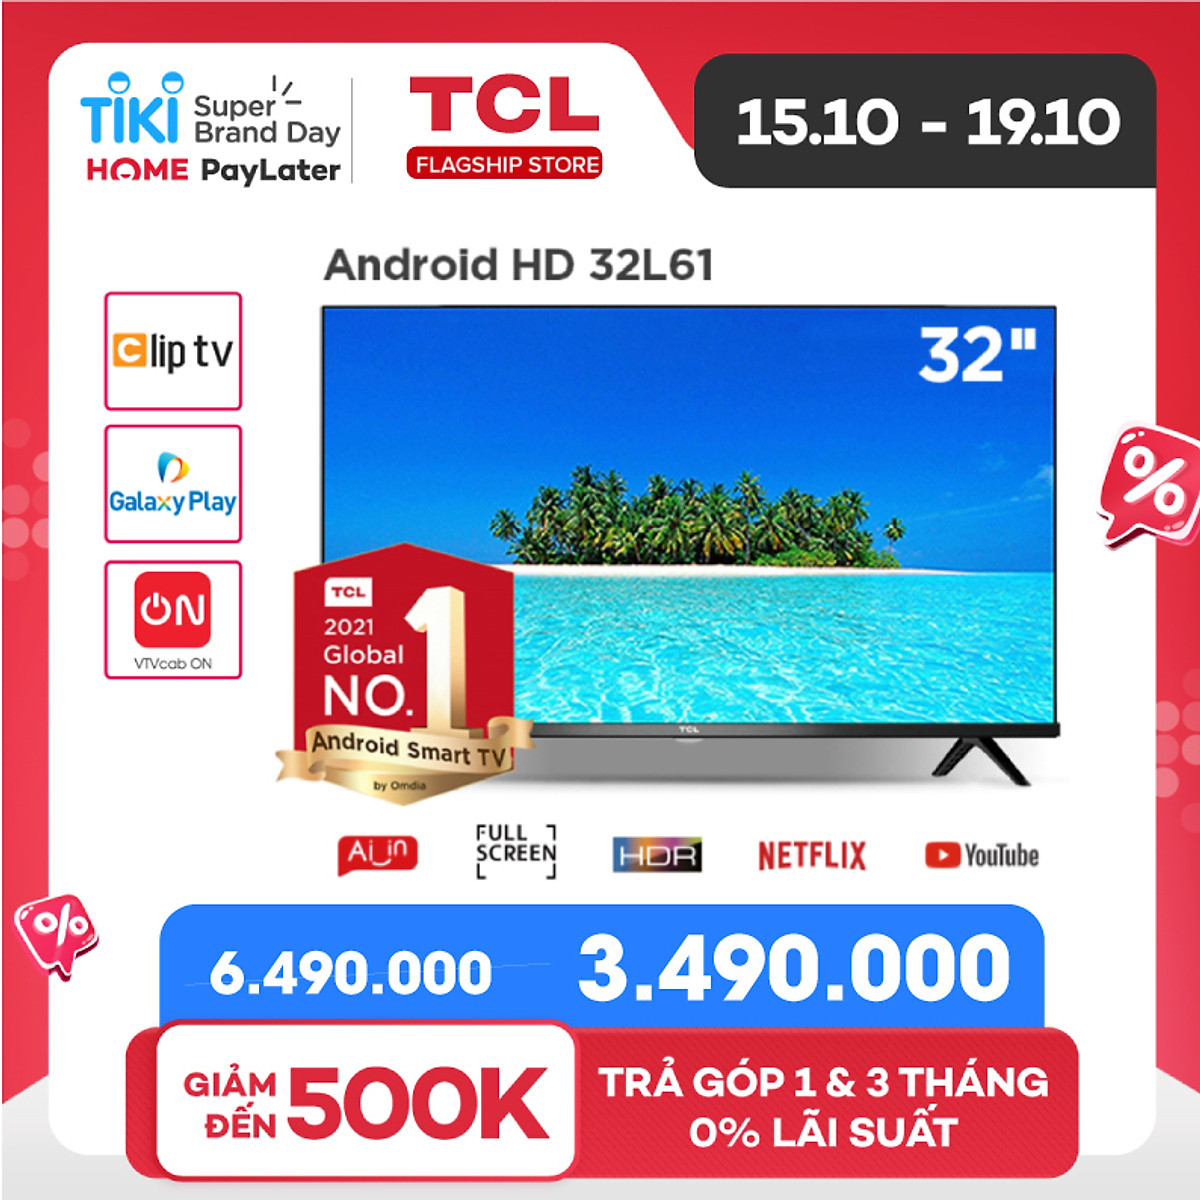 TiKi Super Brand Day
HOME PayLater
TCL
FLAGSHIP STORE
15.10 - 19.10
Android HD 32L61
Clip tv
Galaxy Play
ON
VTVcab ON
32"
TCL
2021
Global
NO. 1
Android Smart TV
by Omdia
TCL
Ai in
FULL SCREEN
HDR
NETFLIX
YouTube
6.490.000
3.490.000
GIẢM ĐẾN 500K
TRẢ GÓP 1 & 3 THÁNG
0% LÃI SUẤT
%
%